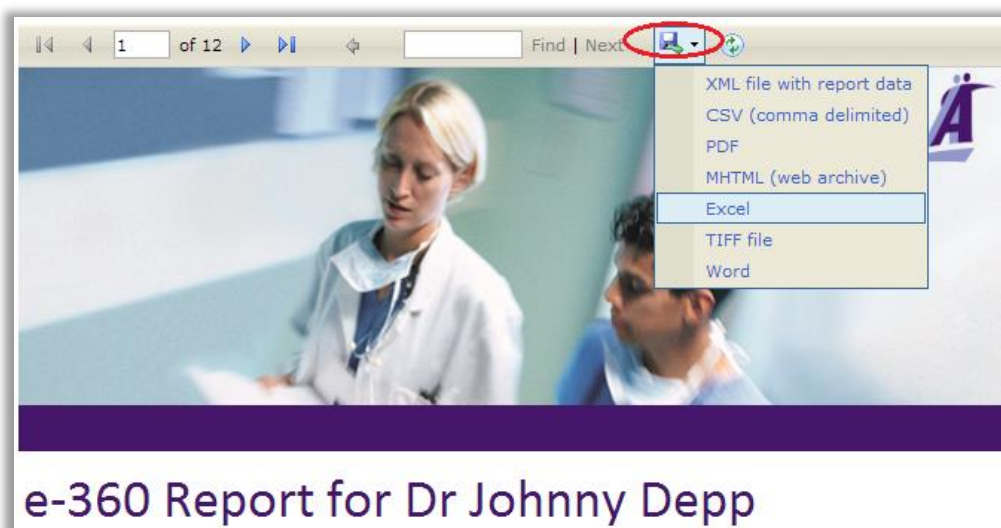 1 of 12 Find | Next
XML file with report data
CSV (comma delimited)
PDF
MHTML (web archive)
Excel
TIFF file
Word
e-360 Report for Dr Johnny Depp